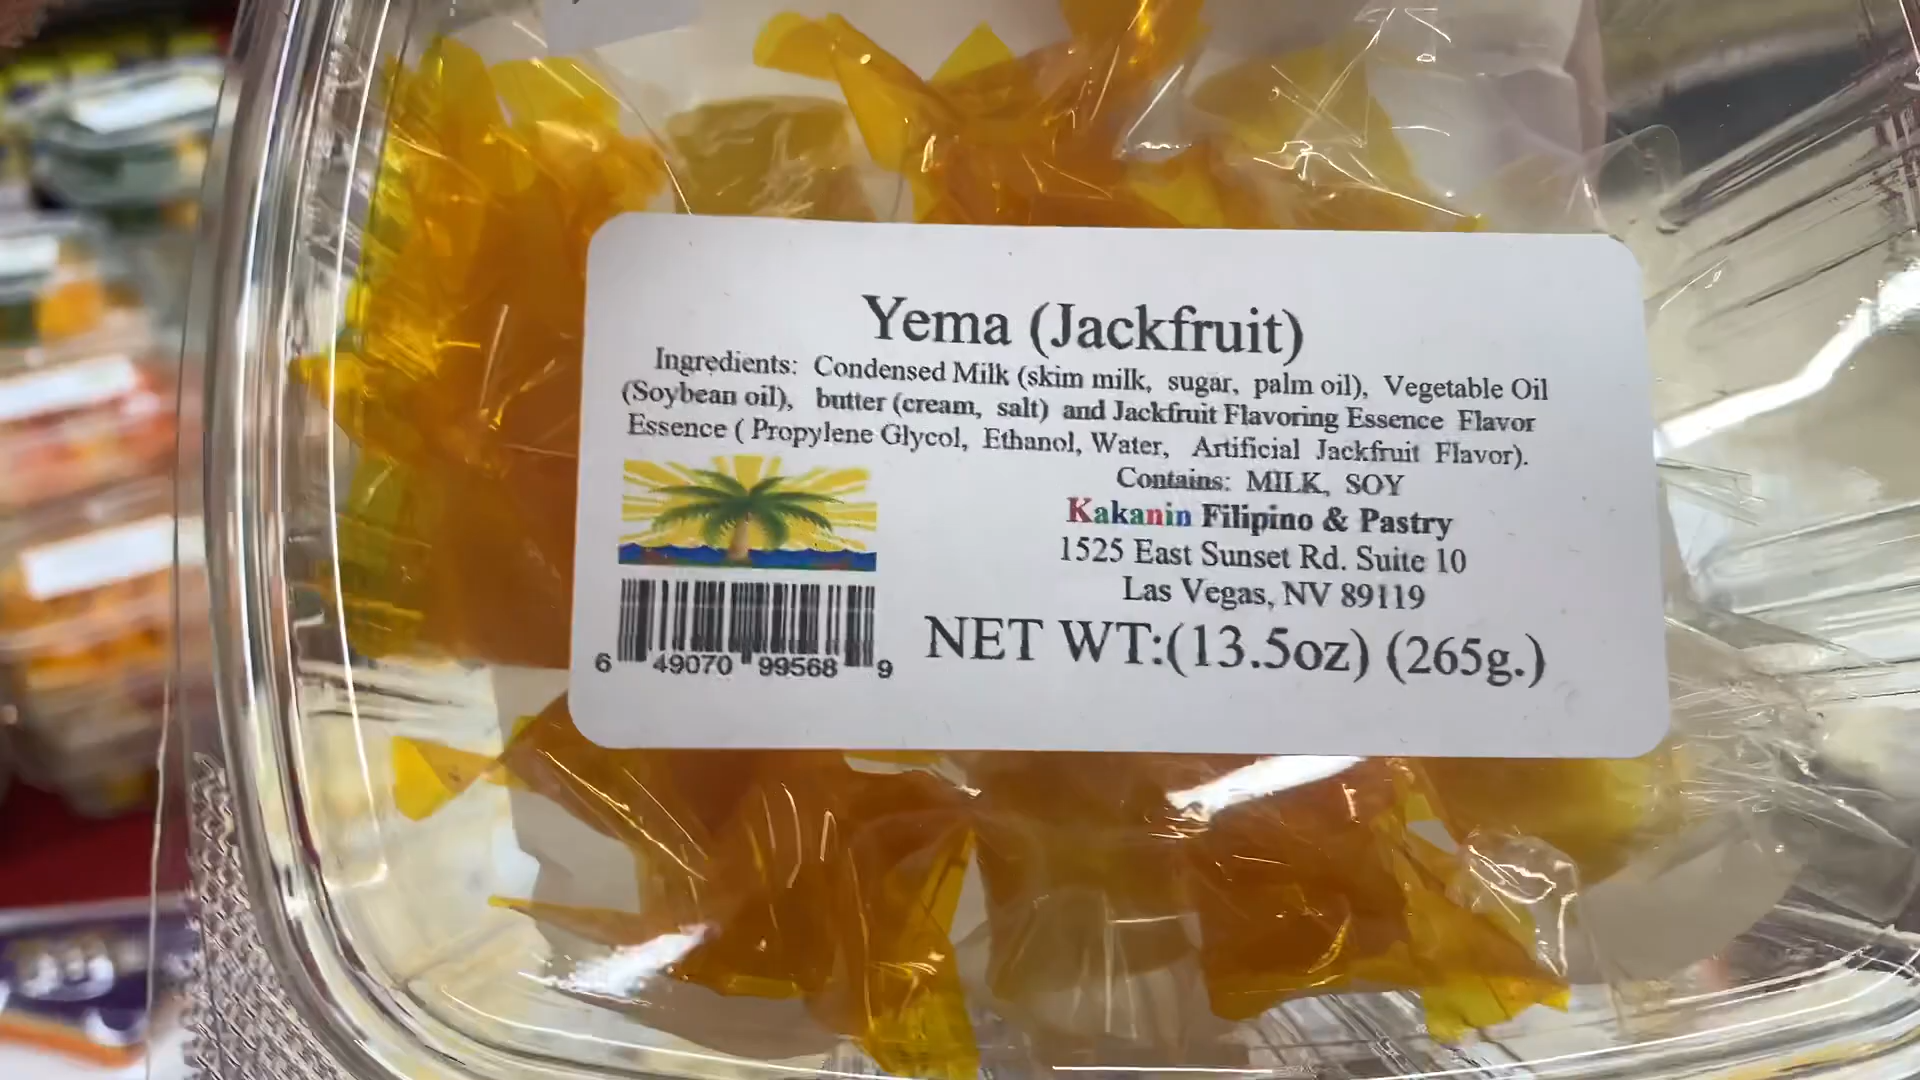 Yema (Jackfruit)
Ingredients: Condensed Milk (skim milk, sugar, palm oil), Vegetable Oil
(Soybean oil), butter (cream, salt) and Jackfruit Flavoring Essence Flavor
Essence ( Propylene Glycol, Ethanol, Water, Artificial Jackfruit Flavor).
Contains: MILK, SOY
Kakanin Filipino & Pastry
1525 East Sunset Rd. Suite 10
Las Vegas, NV 89119
NET WT:(13.5oz) (265g.)
6 49070 99568 9